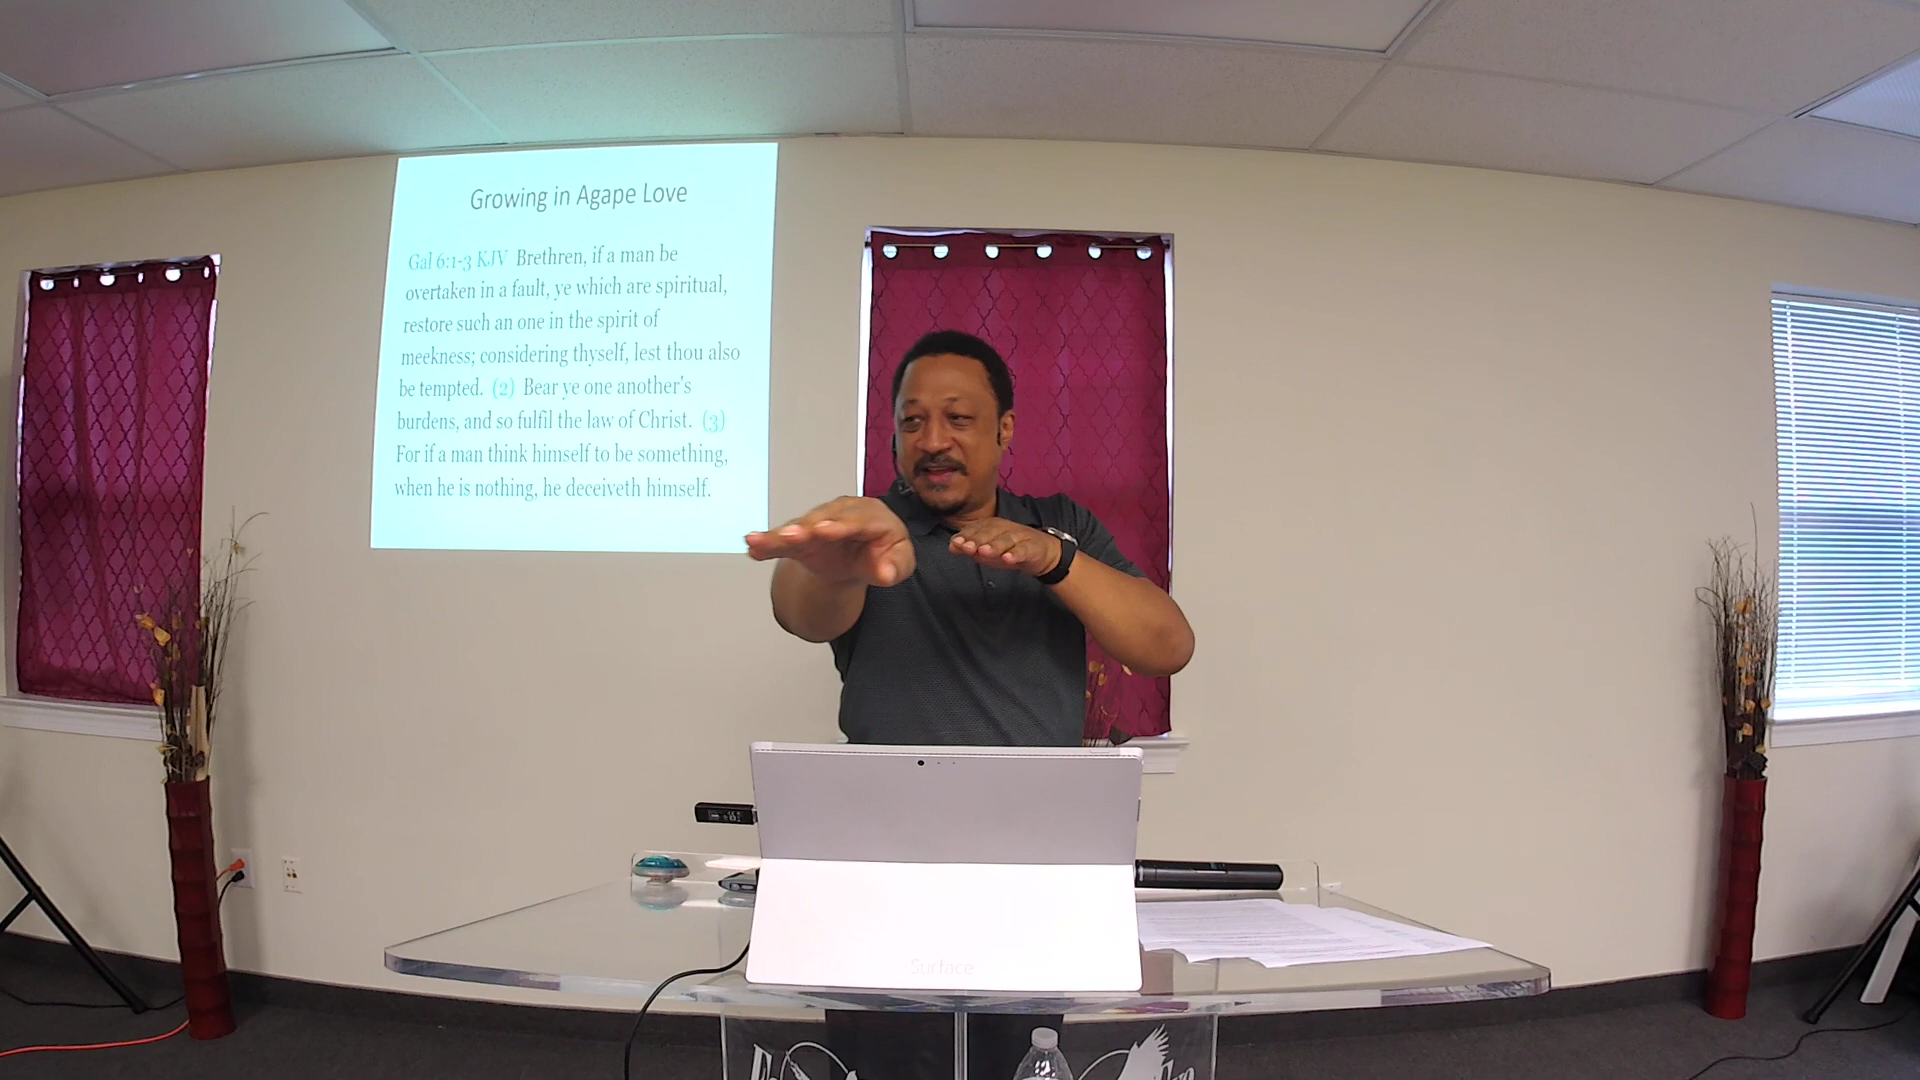 Growing in Agape Love
Gal 6:1-3 KJV Brethren, if a man be
overtaken in a fault, ye which are spiritual,
restore such an one in the spirit of
meekness; considering thyself, lest thou also
be tempted. (2) Bear ye one another's
burdens, and so fulfil the law of Christ. (3)
For if a man think himself to be something,
when he is nothing, he deceiveth himself.
Surface